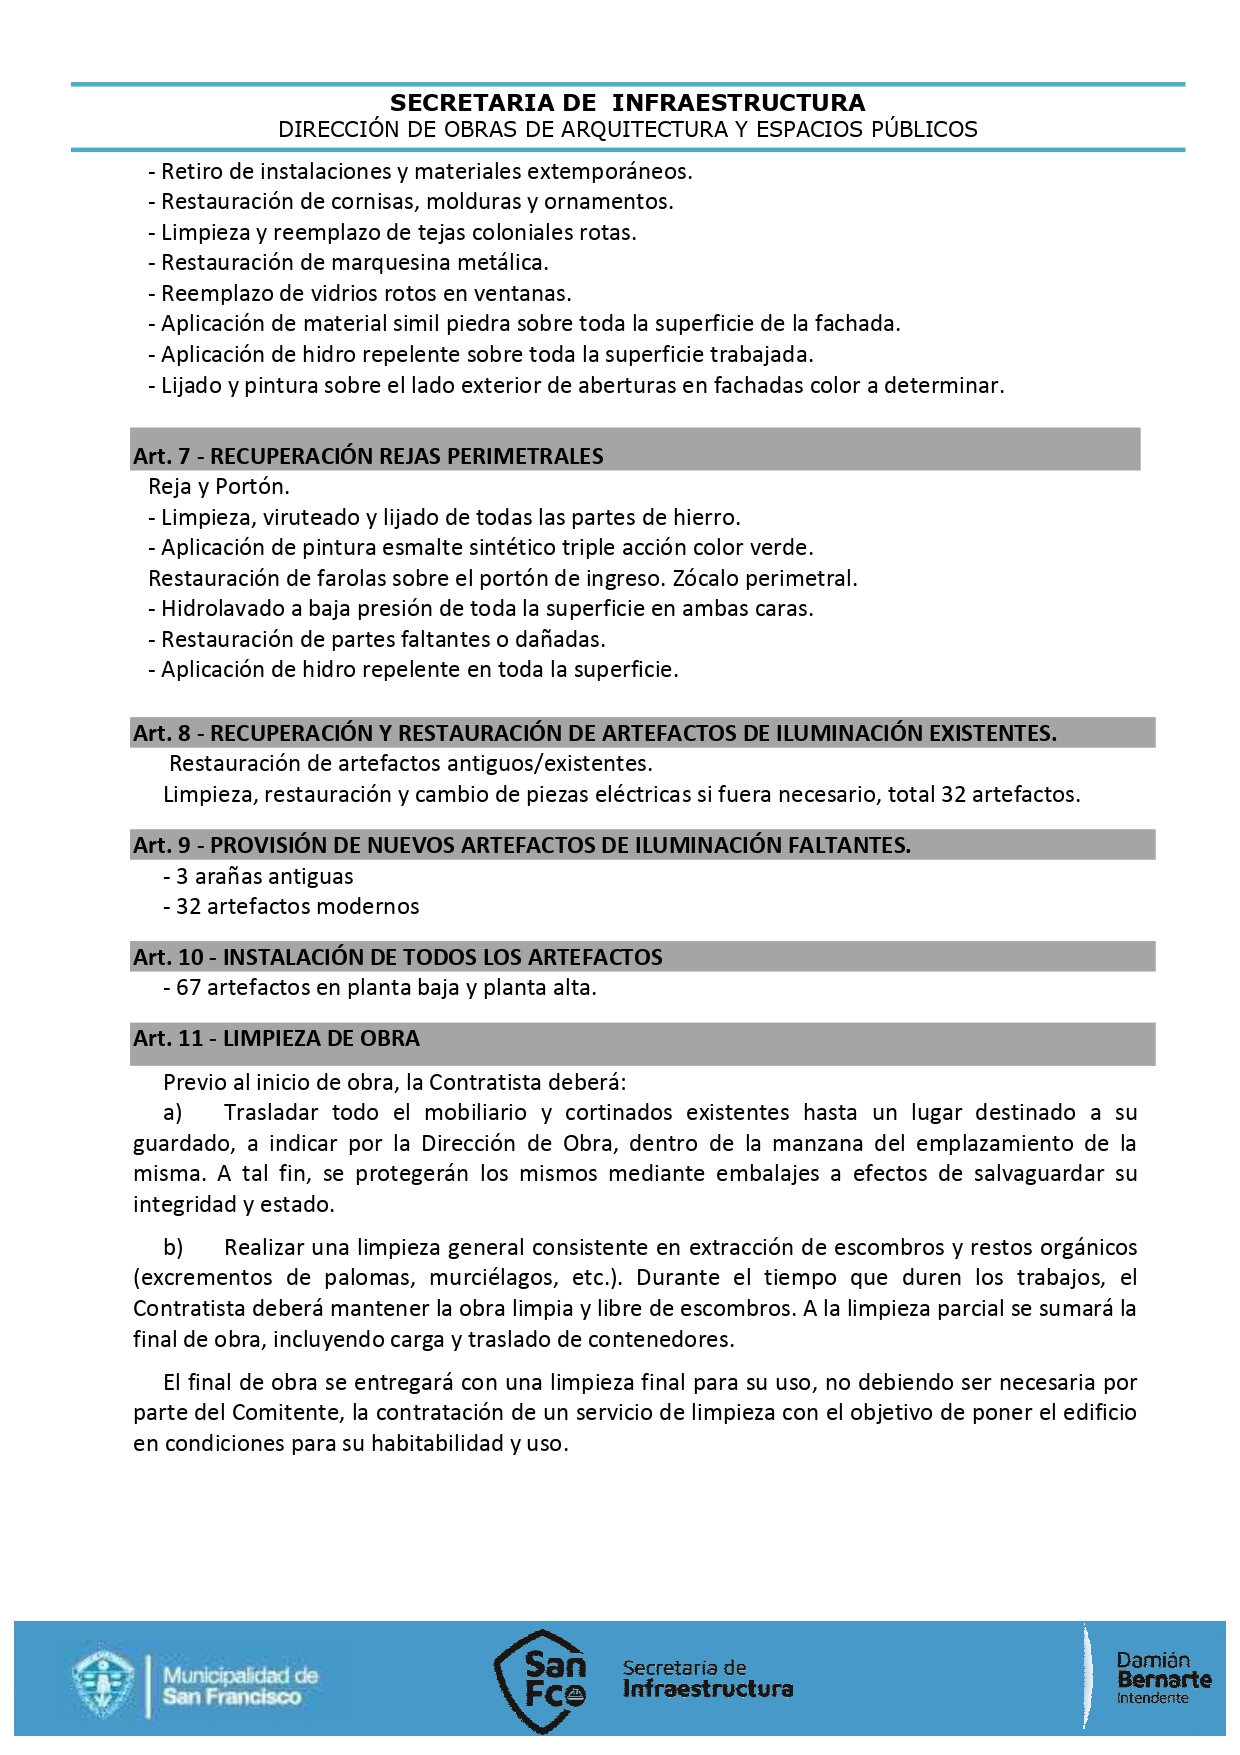 SECRETARIA DE  INFRAESTRUCTURA
DIRECCIÓN DE OBRAS DE ARQUITECTURA Y ESPACIOS PÚBLICOS
- Retiro de instalaciones y materiales extemporáneos.
- Restauración de cornisas, molduras y ornamentos.
- Limpieza y reemplazo de tejas coloniales rotas.
- Restauración de marquesina metálica.
- Reemplazo de vidrios rotos en ventanas.
- Aplicación de material simil piedra sobre toda la superficie de la fachada.
- Aplicación de hidro repelente sobre toda la superficie trabajada.
- Lijado y pintura sobre el lado exterior de aberturas en fachadas color a determinar.
Art. 7 - RECUPERACIÓN REJAS PERIMETRALES
Reja y Portón.
- Limpieza, viruteado y lijado de todas las partes de hierro.
- Aplicación de pintura esmalte sintético triple acción color verde.
Restauración de farolas sobre el portón de ingreso. Zócalo perimetral.
- Hidrolavado a baja presión de toda la superficie en ambas caras.
- Restauración de partes faltantes o dañadas.
- Aplicación de hidro repelente en toda la superficie.
Art. 8 - RECUPERACIÓN Y RESTAURACIÓN DE ARTEFACTOS DE ILUMINACIÓN EXISTENTES.
Restauración de artefactos antiguos/existentes.
Limpieza, restauración y cambio de piezas eléctricas si fuera necesario, total 32 artefactos.
Art. 9 - PROVISIÓN DE NUEVOS ARTEFACTOS DE ILUMINACIÓN FALTANTES.
- 3 arañas antiguas
- 32 artefactos modernos
Art. 10 - INSTALACIÓN DE TODOS LOS ARTEFACTOS
- 67 artefactos en planta baja y planta alta.
Art. 11 - LIMPIEZA DE OBRA
Previo al inicio de obra, la Contratista deberá:
a) Trasladar todo el mobiliario y cortinados existentes hasta un lugar destinado a su
guardado, a indicar por la Dirección de Obra, dentro de la manzana del emplazamiento de la
misma. A tal fin, se protegerán los mismos mediante embalajes a efectos de salvaguardar su
integridad y estado.
b) Realizar una limpieza general consistente en extracción de escombros y restos orgánicos
(excrementos de palomas, murciélagos, etc.). Durante el tiempo que duren los trabajos, el
Contratista deberá mantener la obra limpia y libre de escombros. A la limpieza parcial se sumará la
final de obra, incluyendo carga y traslado de contenedores.
El final de obra se entregará con una limpieza final para su uso, no debiendo ser necesaria por
parte del Comitente, la contratación de un servicio de limpieza con el objetivo de poner el edificio
en condiciones para su habitabilidad y uso.
Municipalidad de
San Francisco
San
Fco
Secretaría de
Infraestructura
Damián
Bernarte
Intendente